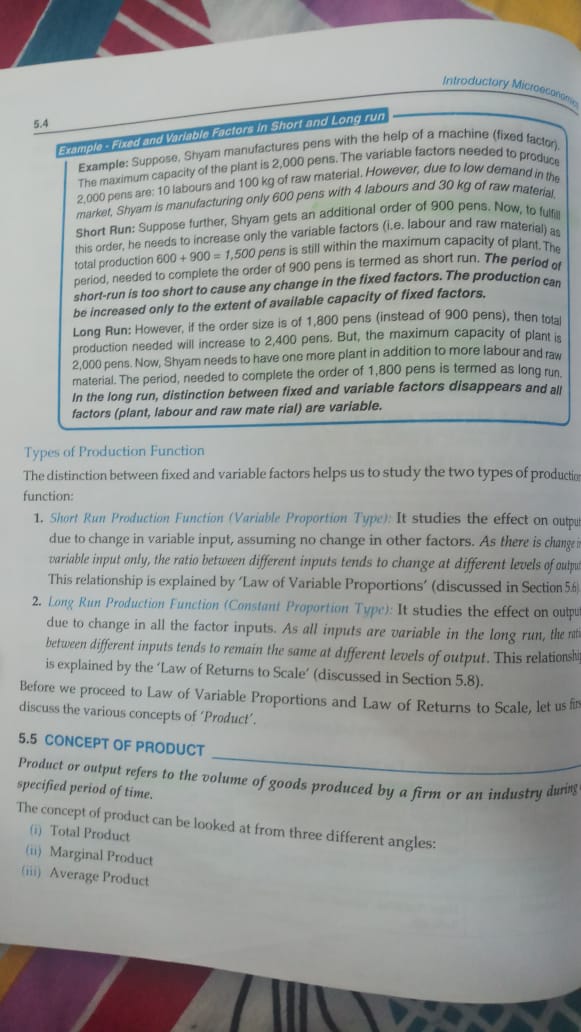 Introductory Microeconomics
5.4
Example - Fixed and Variable Factors in Short and Long run
Example: Suppose, Shyam manufactures pens with the help of a machine (fixed factor).
The maximum capacity of the plant is 2,000 pens. The variable factors needed to produce
2,000 pens are: 10 labours and 100 kg of raw material. However, due to low demand in the
market, Shyam is manufacturing only 600 pens with 4 labours and 30 kg of raw material.
Short Run: Suppose further, Shyam gets an additional order of 900 pens. Now, to fulfill
this order, he needs to increase only the variable factors (i.e. labour and raw material) as
total production 600 + 900 = 1,500 pens is still within the maximum capacity of plant. The
period, needed to complete the order of 900 pens is termed as short run. The period of
short-run is too short to cause any change in the fixed factors. The production can
be increased only to the extent of available capacity of fixed factors.
Long Run: However, if the order size is of 1,800 pens (instead of 900 pens), then total
production needed will increase to 2,400 pens. But, the maximum capacity of plant is
2,000 pens. Now, Shyam needs to have one more plant in addition to more labour and raw
material. The period, needed to complete the order of 1,800 pens is termed as long run.
In the long run, distinction between fixed and variable factors disappears and all
factors (plant, labour and raw mate rial) are variable.
Types of Production Function
The distinction between fixed and variable factors helps us to study the two types of production
function:
1. Short Run Production Function (Variable Proportion Type): It studies the effect on output
due to change in variable input, assuming no change in other factors. As there is change in
variable input only, the ratio between different inputs tends to change at different levels of output.
This relationship is explained by 'Law of Variable Proportions' (discussed in Section 5.6).
2. Long Run Production Function (Constant Proportion Type): It studies the effect on output
due to change in all the factor inputs. As all inputs are variable in the long run, the ratio
between different inputs tends to remain the same at different levels of output. This relationship
is explained by the 'Law of Returns to Scale' (discussed in Section 5.8).
Before we proceed to Law of Variable Proportions and Law of Returns to Scale, let us first
discuss the various concepts of 'Product'.
5.5 CONCEPT OF PRODUCT
Product or output refers to the volume of goods produced by a firm or an industry during
specified period of time.
The concept of product can be looked at from three different angles:
(i) Total Product
(ii) Marginal Product
(iii) Average Product